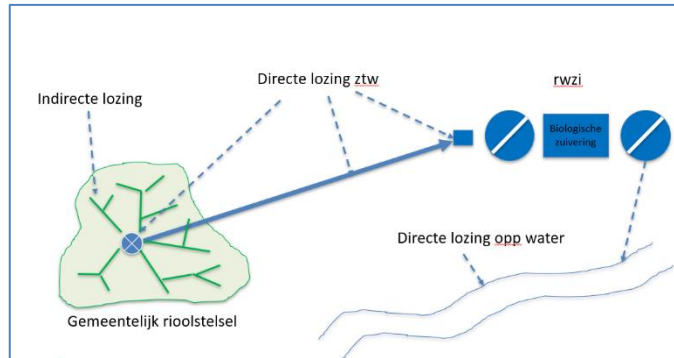 Directe lozing ztw
rwzi
Indirecte lozing
Biologische
zuivering
Directe lozing opp water
Gemeentelijk rioolstelsel